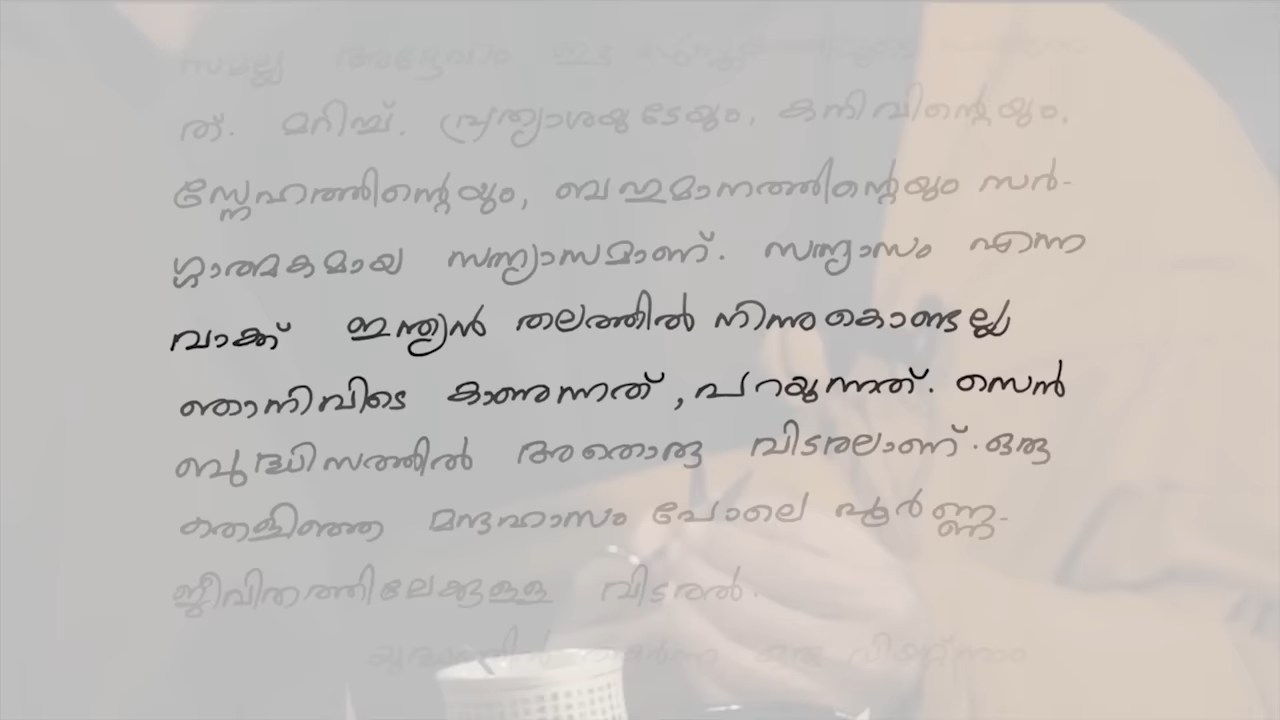 ത്. മറിച്ച്. പ്രത്യാശയുടേയും, കനിവിന്റെയും,
സ്നേഹത്തിന്റെയും, ബഹുമാനത്തിന്റെയും സർ-
ഗ്ഗാത്മകമായ സന്ന്യാസമാണ്. സന്ന്യാസം എന്ന
വാക്ക് ഇന്ത്യൻ തലത്തിൽ നിന്നുകൊണ്ടല്ല
ഞാനിവിടെ കാണുന്നത്, പറയുന്നത്. സെൻ
ബുദ്ധിസത്തിൽ അതൊരു വിടരലാണ്. ഒരു
തെളിഞ്ഞ മന്ദഹാസം പോലെ പൂർണ്ണ-
ജീവിതത്തിലേക്കുള്ള വിടരൽ.